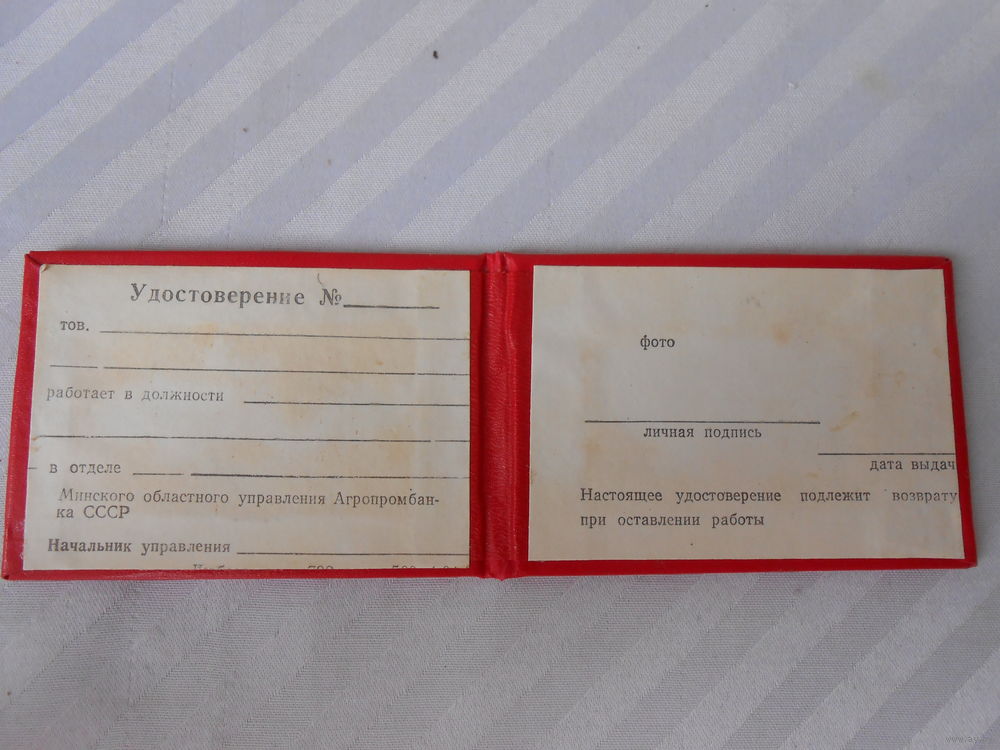 Удостоверение №
тов.
работает в должности
в отделе
Минского областного управления Агропромбан-
ка СССР
Начальник управления
фото
личная подпись
дата выдач
Настоящее удостоверение подлежит возврату
при оставлении работы